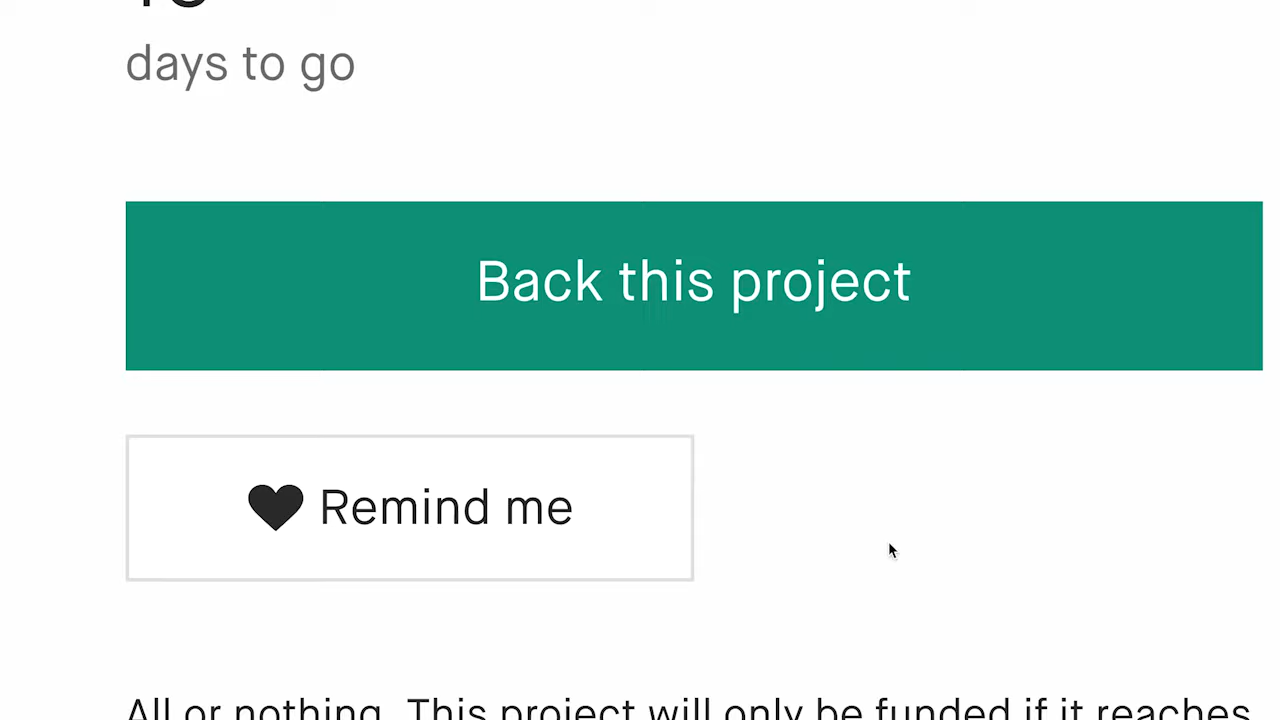 days to go
Back this project
Remind me
All or nothing. This project will only be funded if it reaches